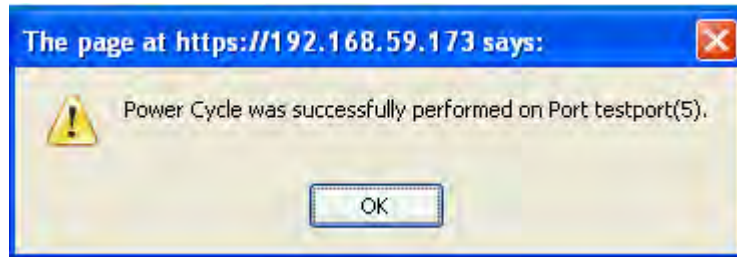 The page at https://192.168.59.173 says:
Power Cycle was successfully performed on Port testport(5).
OK